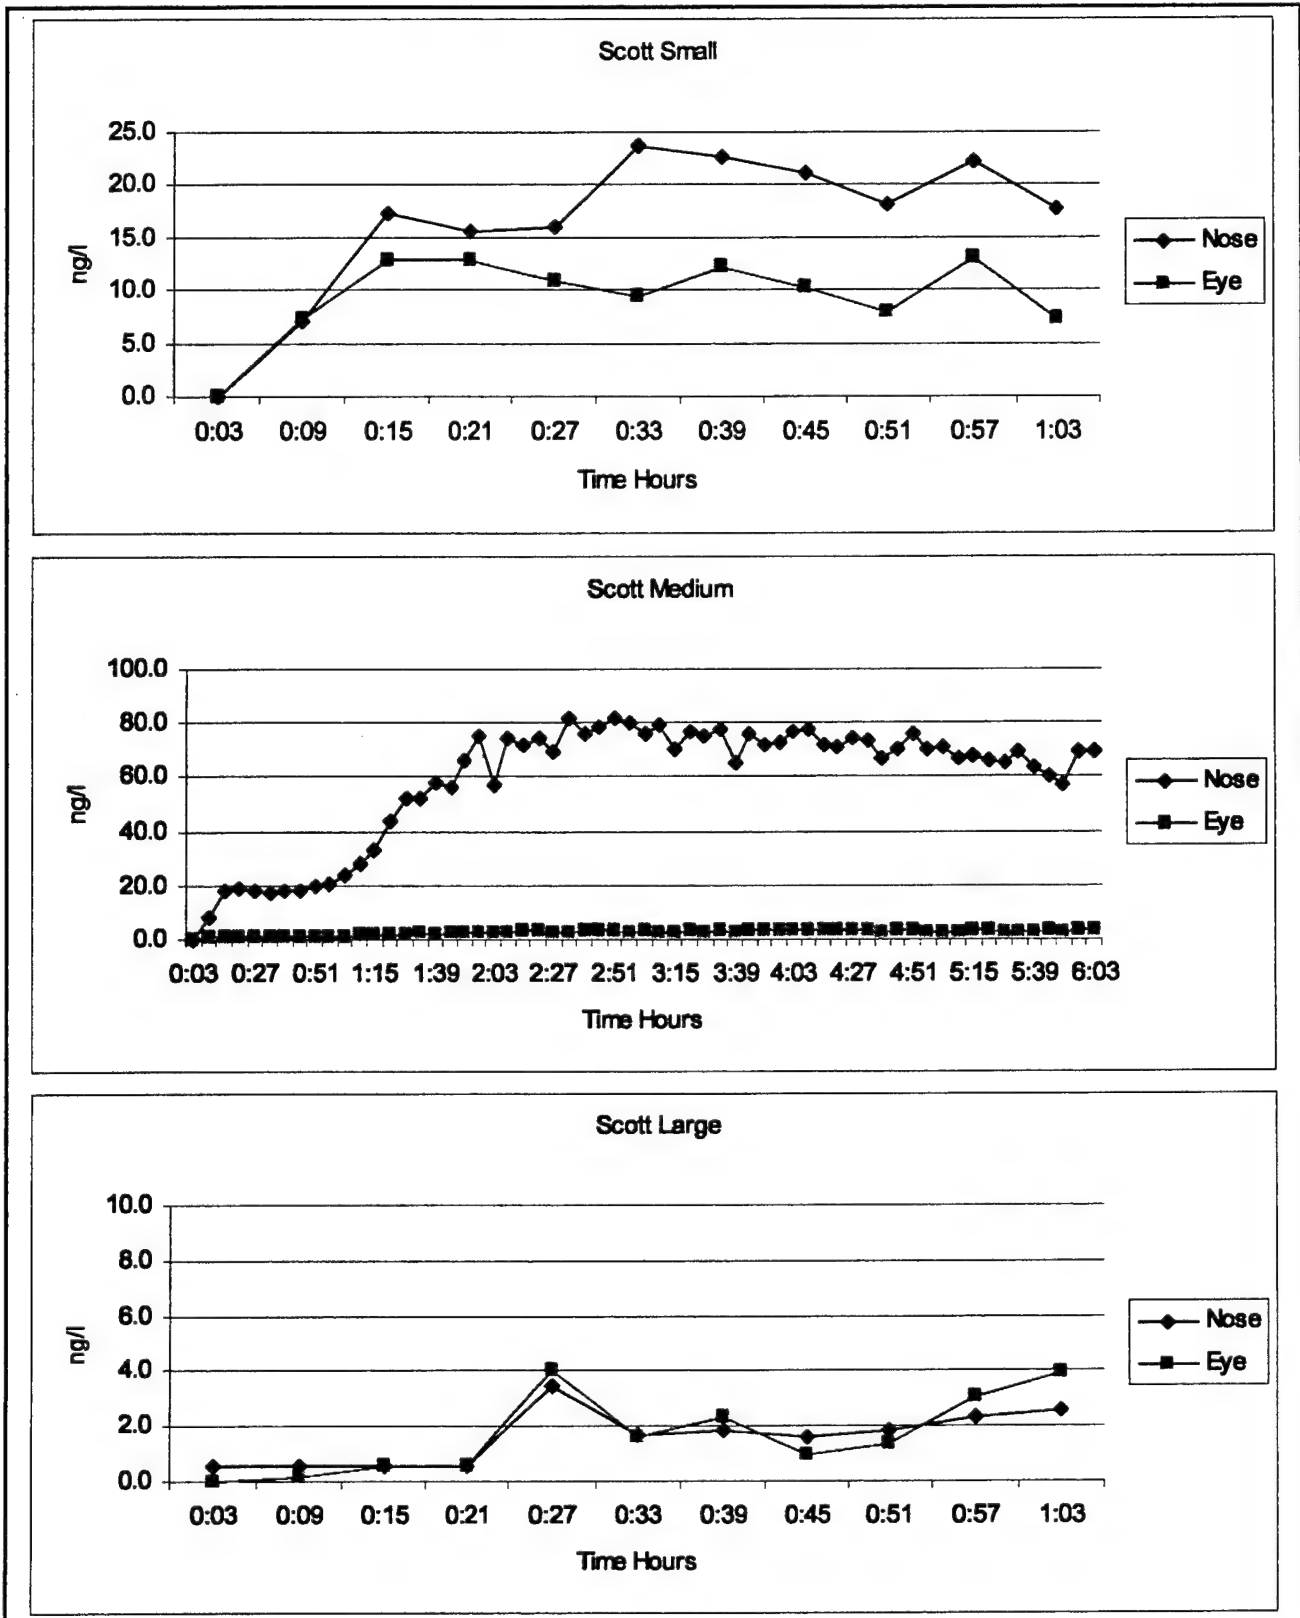 Scott Small
25.0
20.0
15.0
10.0
5.0
0.0
ng/l
0:03 0:09 0:15 0:21 0:27 0:33 0:39 0:45 0:51 0:57 1:03
Time Hours
Nose
Eye
Scott Medium
100.0
80.0
60.0
40.0
20.0
0.0
ng/l
0:03 0:27 0:51 1:15 1:39 2:03 2:27 2:51 3:15 3:39 4:03 4:27 4:51 5:15 5:39 6:03
Time Hours
Nose
Eye
Scott Large
10.0
8.0
6.0
4.0
2.0
0.0
ng/l
0:03 0:09 0:15 0:21 0:27 0:33 0:39 0:45 0:51 0:57 1:03
Time Hours
Nose
Eye